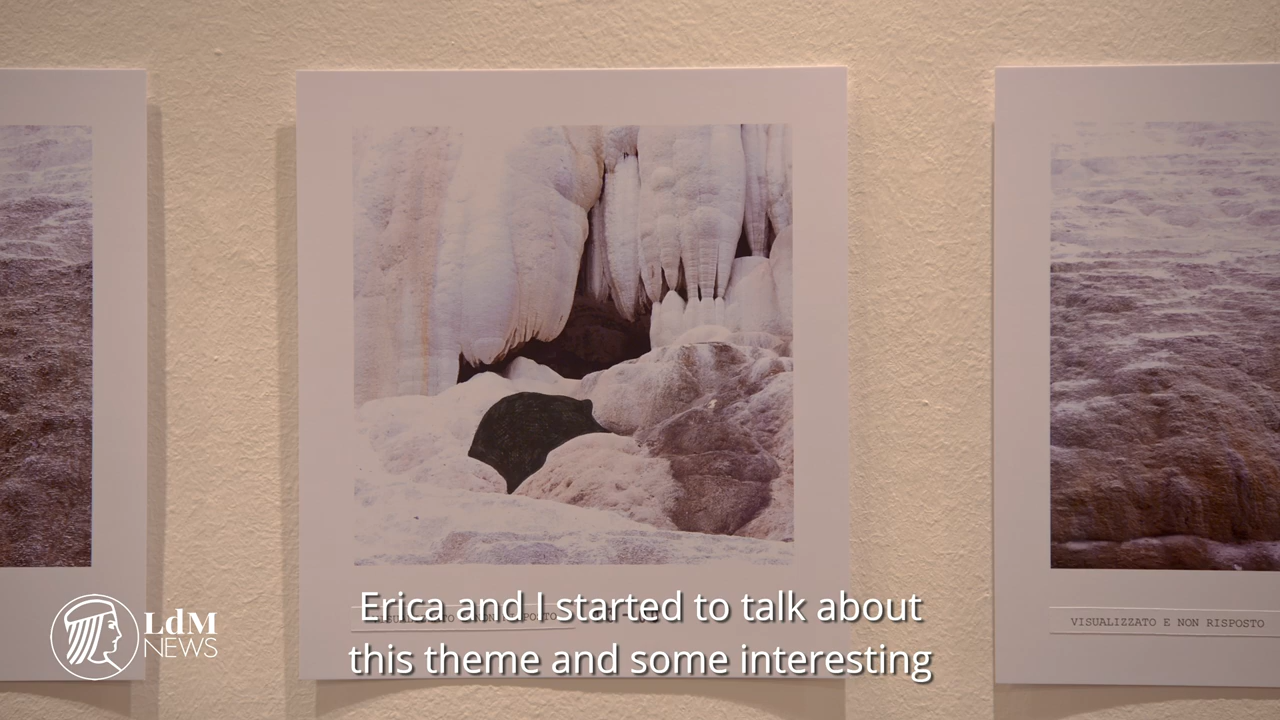 Erica and I started to talk about
this theme and some interesting
LdM
NEWS
VISUALIZZATO E NON RISPOSTO